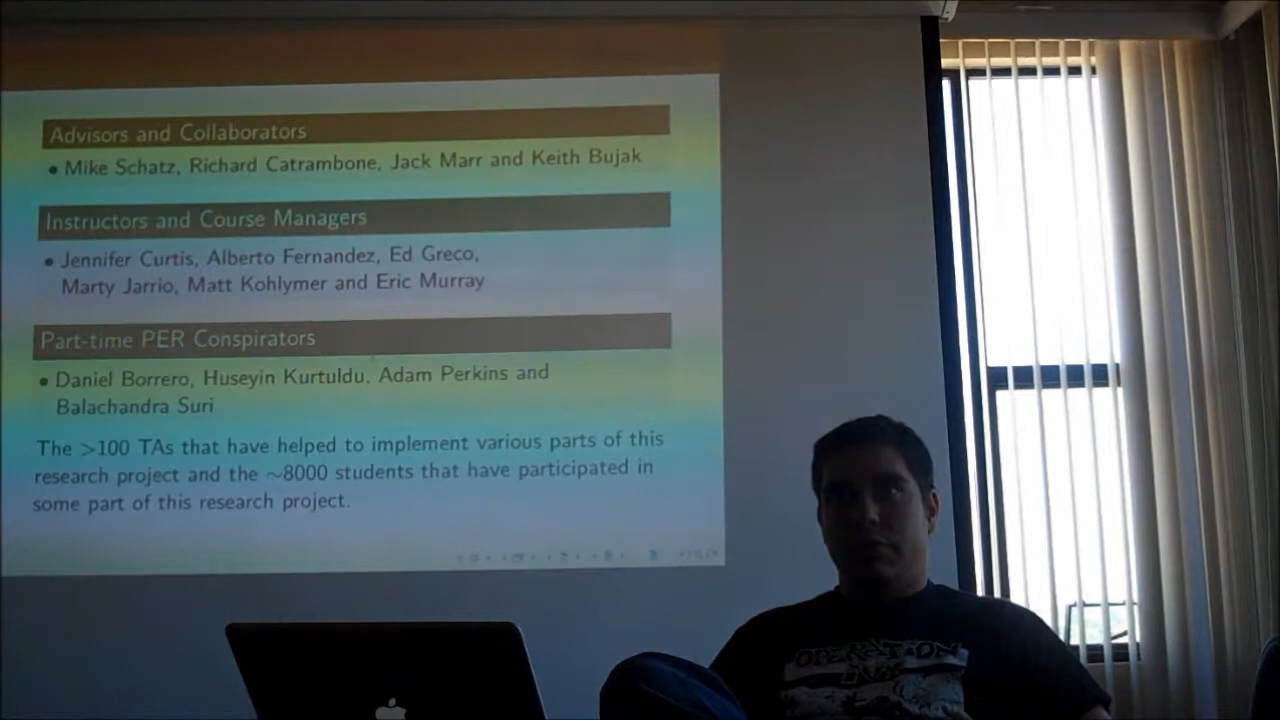 Advisors and Collaborators
• Mike Schatz, Richard Catrambone, Jack Marr and Keith Bujak
Instructors and Course Managers
• Jennifer Curtis, Alberto Fernandez, Ed Greco,
Marty Jarrio, Matt Kohlymer and Eric Murray
Part-time PER Conspirators
• Daniel Borrero, Huseyin Kurtuldu, Adam Perkins and
Balachandra Suri
The >100 TAs that have helped to implement various parts of this
research project and the ~8000 students that have participated in
some part of this research project.
OPERATION
IVY